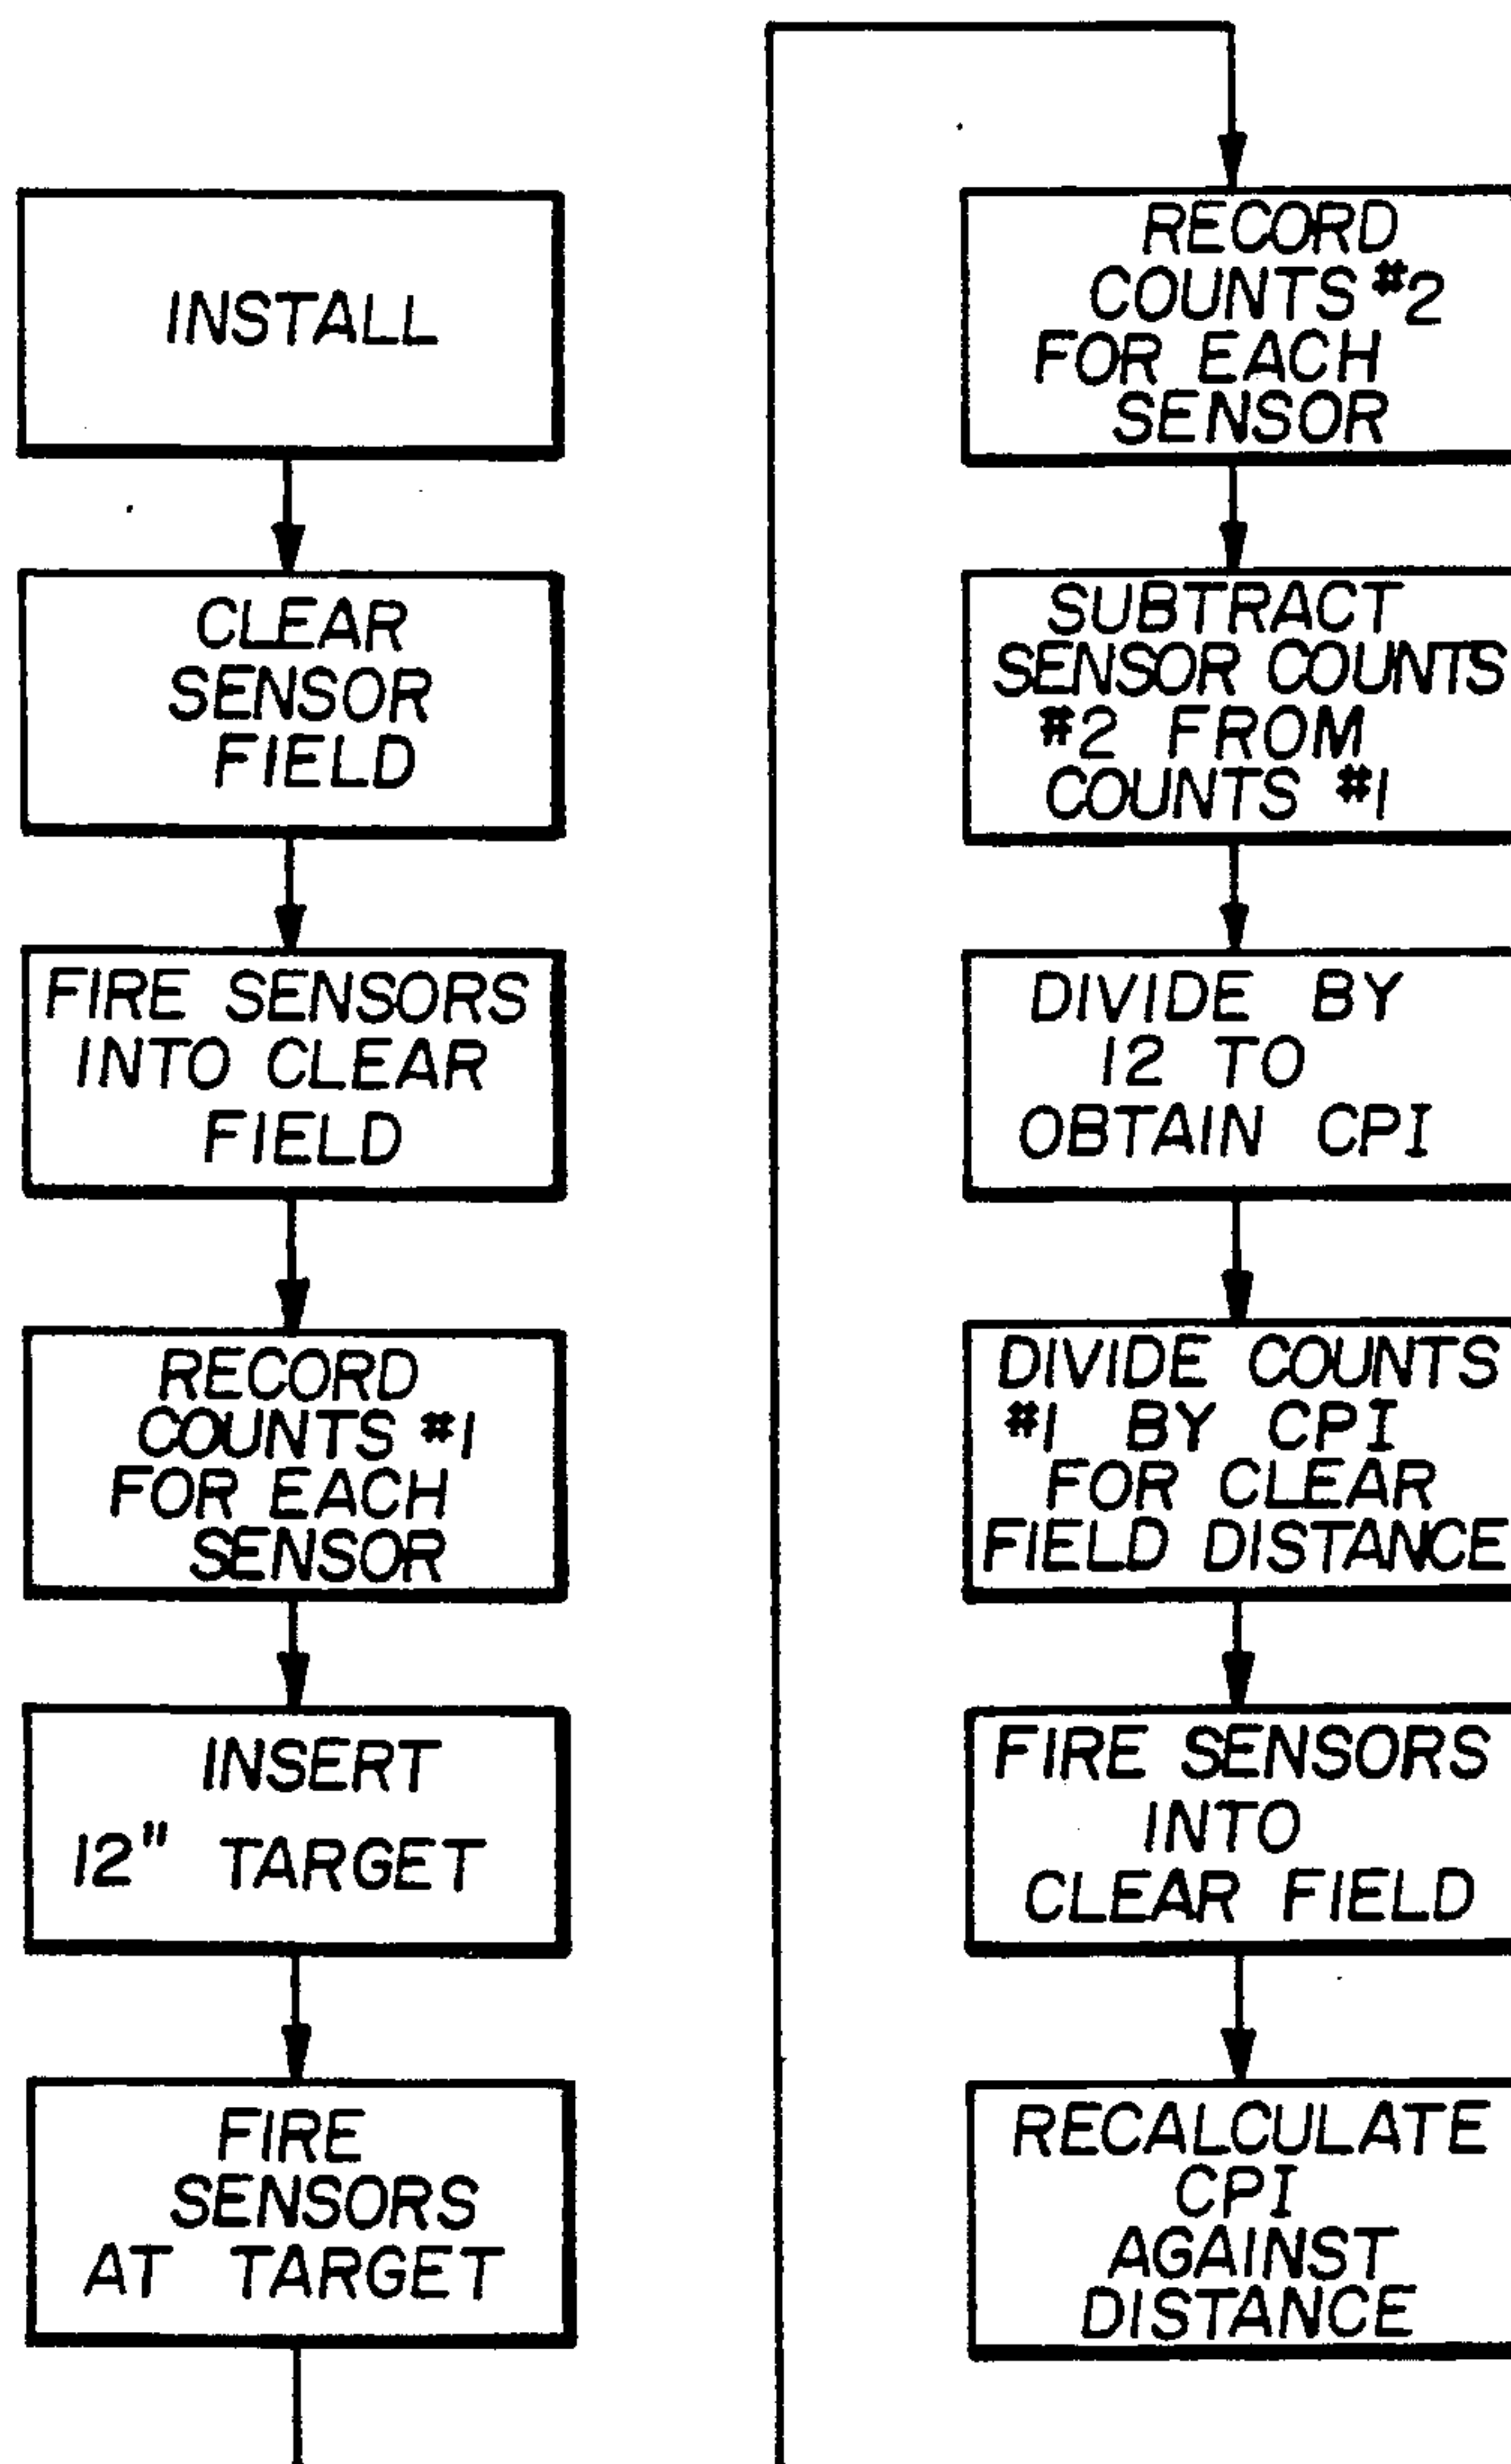 INSTALL
CLEAR
SENSOR
FIELD
FIRE SENSORS
INTO CLEAR
FIELD
RECORD
COUNTS #1
FOR EACH
SENSOR
INSERT
12" TARGET
FIRE
SENSORS
AT TARGET
RECORD
COUNTS #2
FOR EACH
SENSOR
SUBTRACT
SENSOR COUNTS
#2 FROM
COUNTS #1
DIVIDE BY
12 TO
OBTAIN CPI
DIVIDE COUNTS
#1 BY CPI
FOR CLEAR
FIELD DISTANCE
FIRE SENSORS
INTO
CLEAR FIELD
RECALCULATE
CPI
AGAINST
DISTANCE